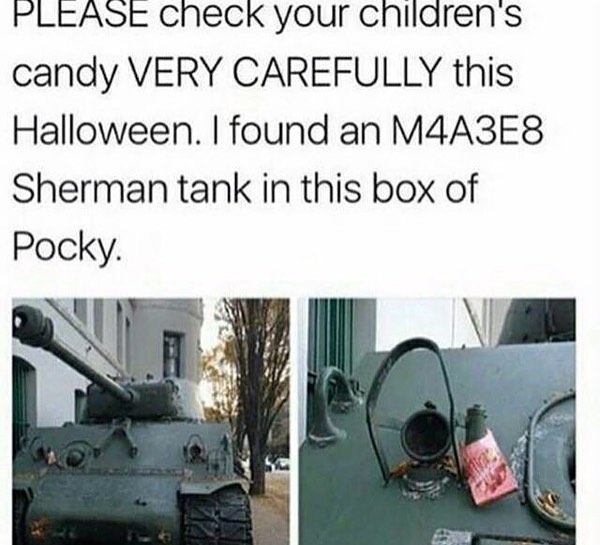 PLEASE check your children's
candy VERY CAREFULLY this
Halloween. I found an M4A3E8
Sherman tank in this box of
Pocky.